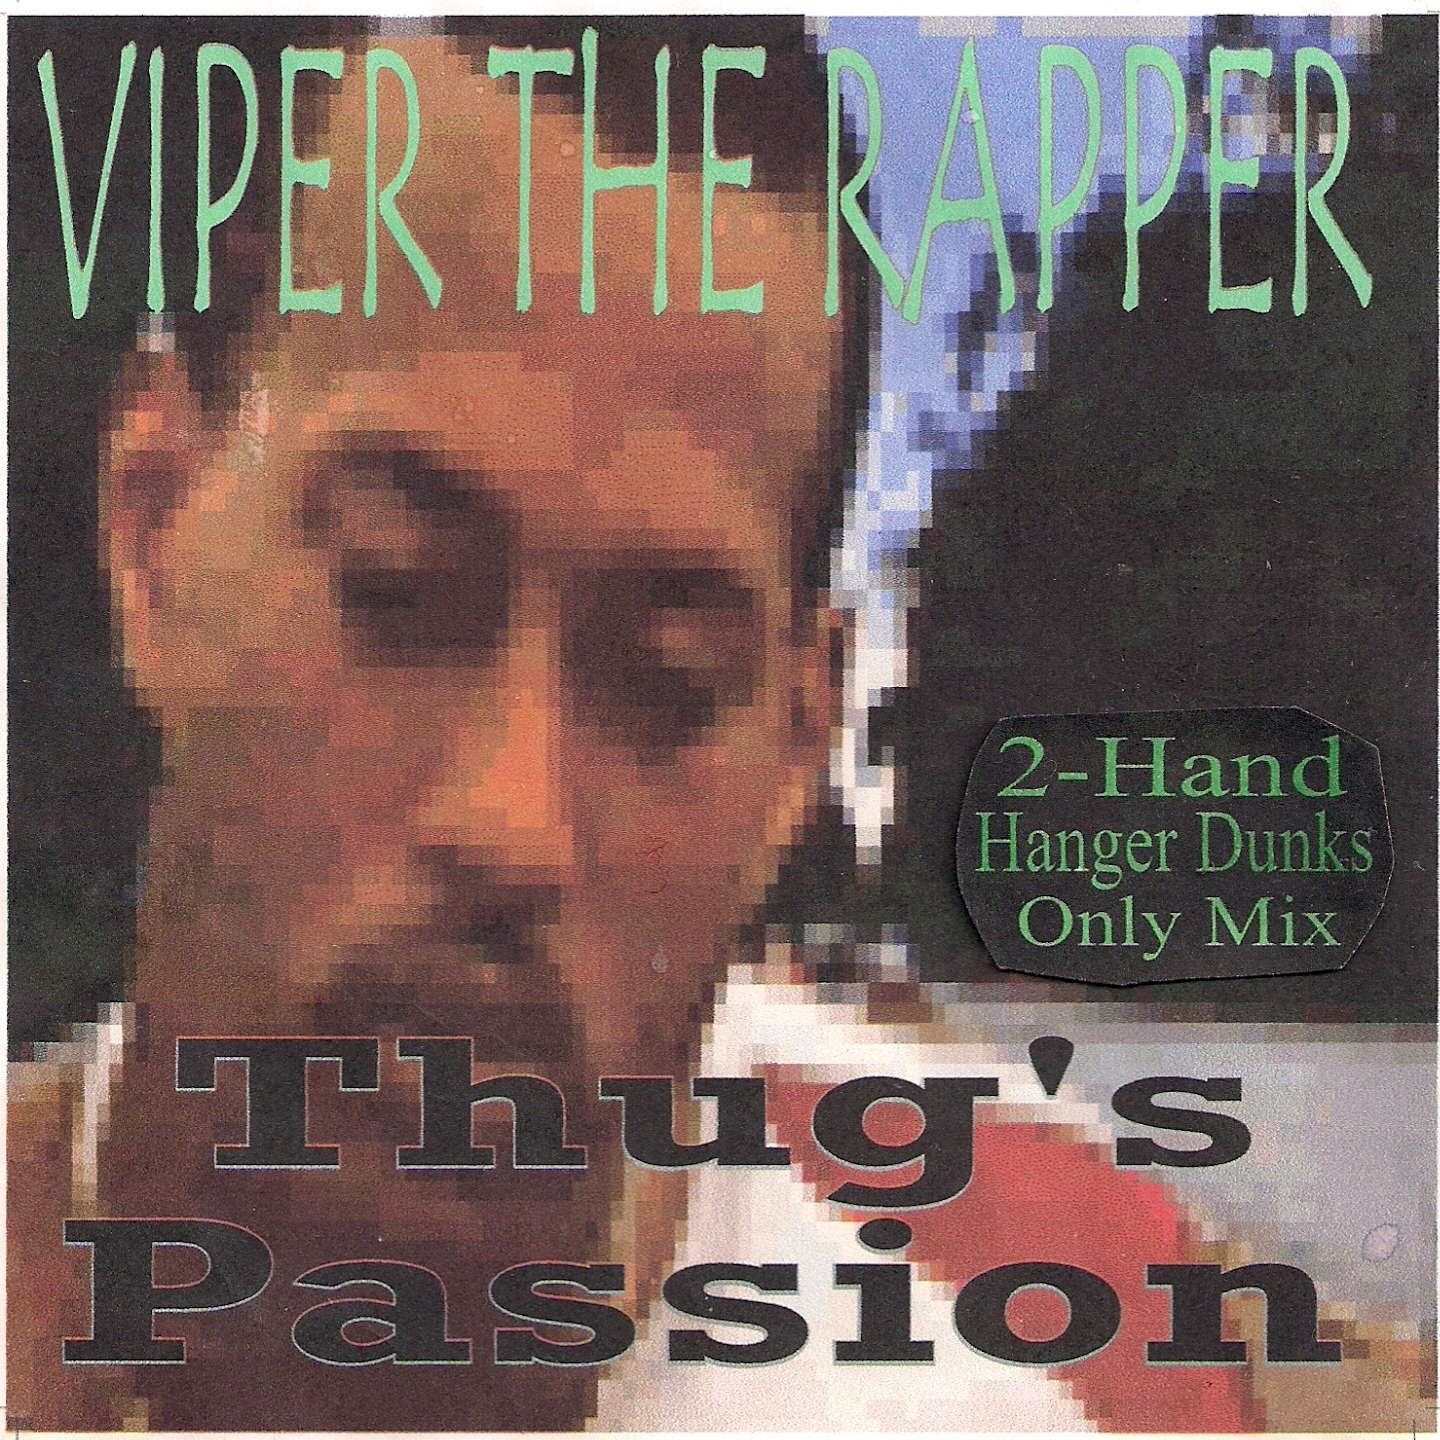 VIPER THE RAPPER
2-Hand
Hanger Dunks
Only Mix
Thug's
Passion